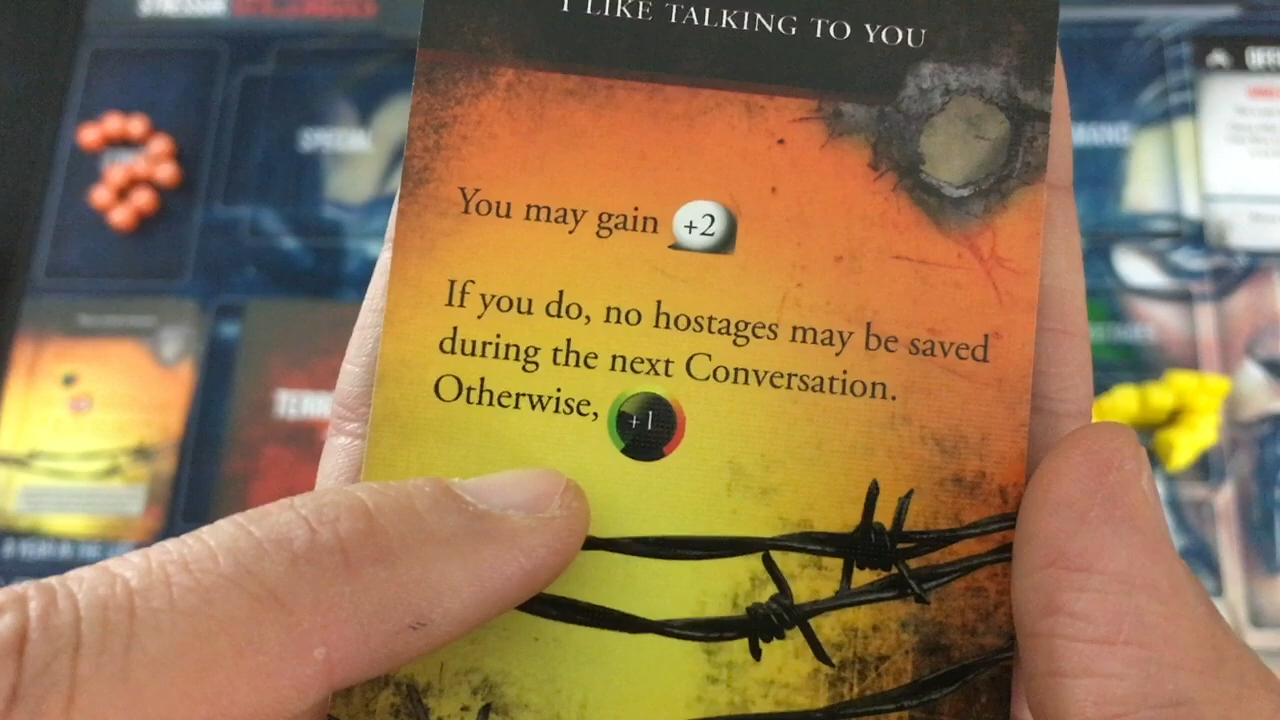 I LIKE TALKING TO YOU
You may gain +2
If you do, no hostages may be saved
during the next Conversation.
Otherwise, +1